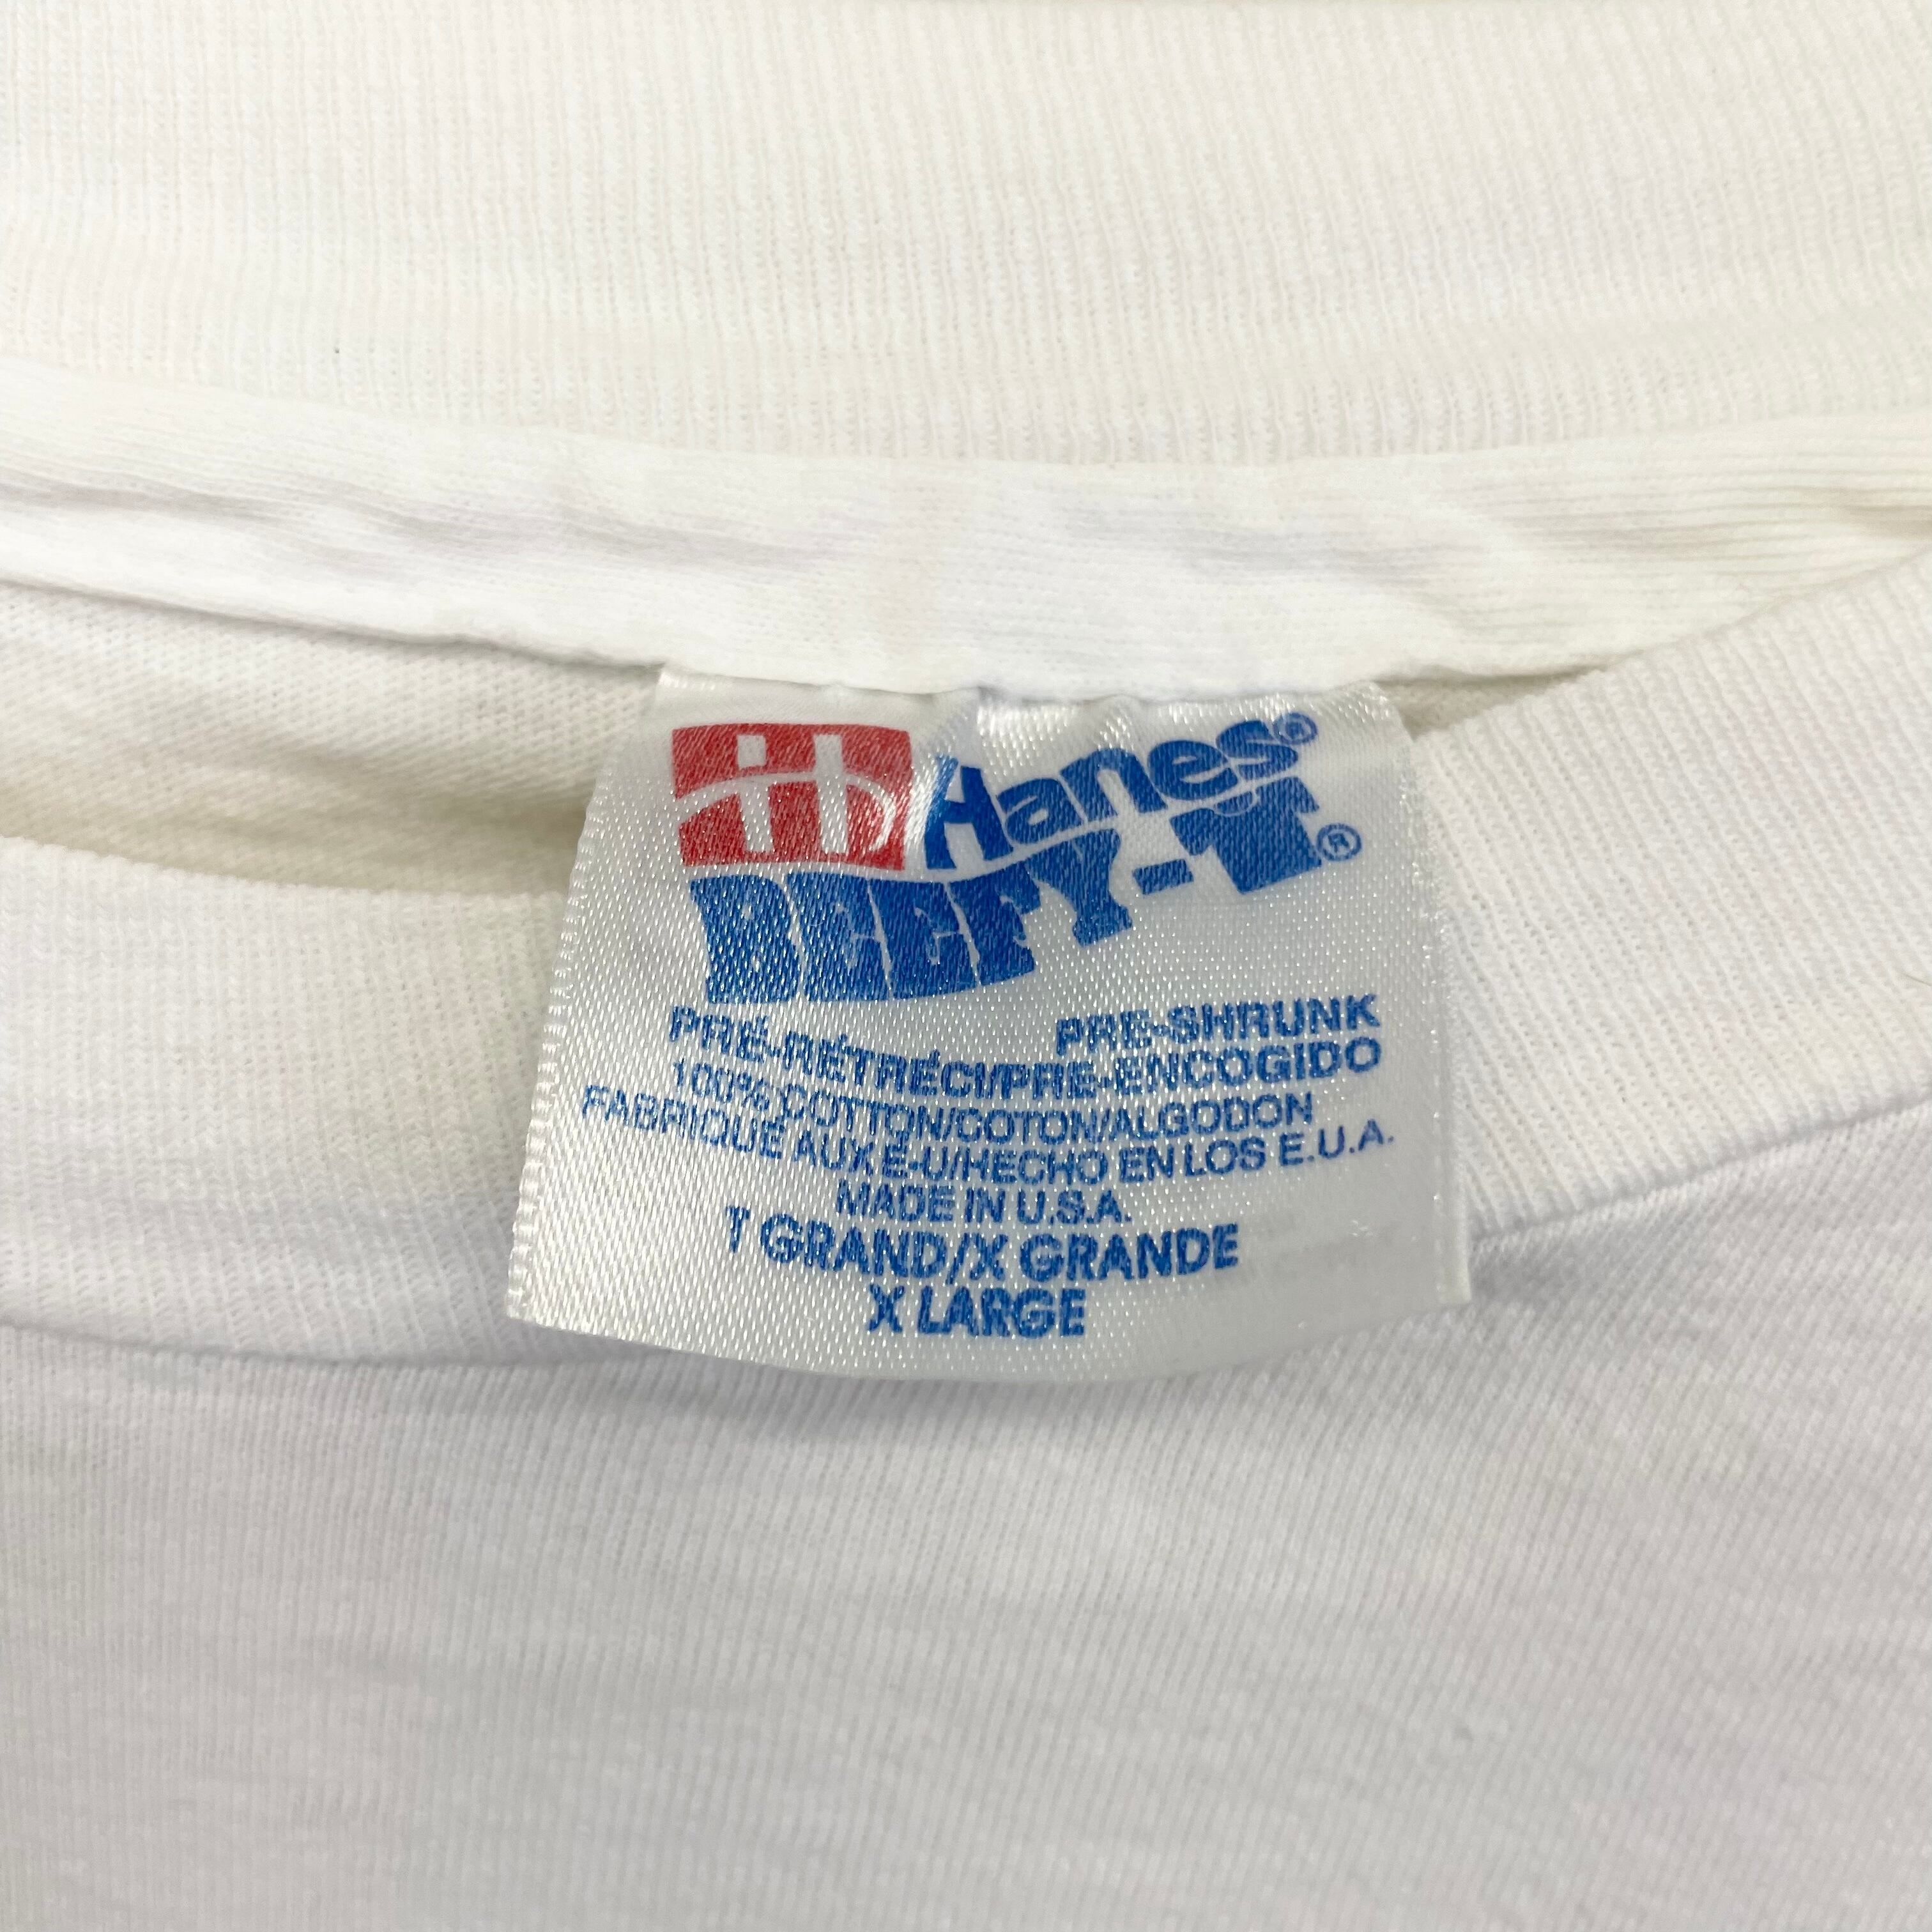 Hanes®
BEEFY-T®
PRE-SHRUNK
PRÉ-RÉTRÉCI/PRE-ENCOGIDO
100% COTTON/COTON/ALGODON
FABRIQUÉ AUX É-U/HECHO EN LOS E.U.A.
MADE IN U.S.A.
T GRAND/X GRANDE
X LARGE